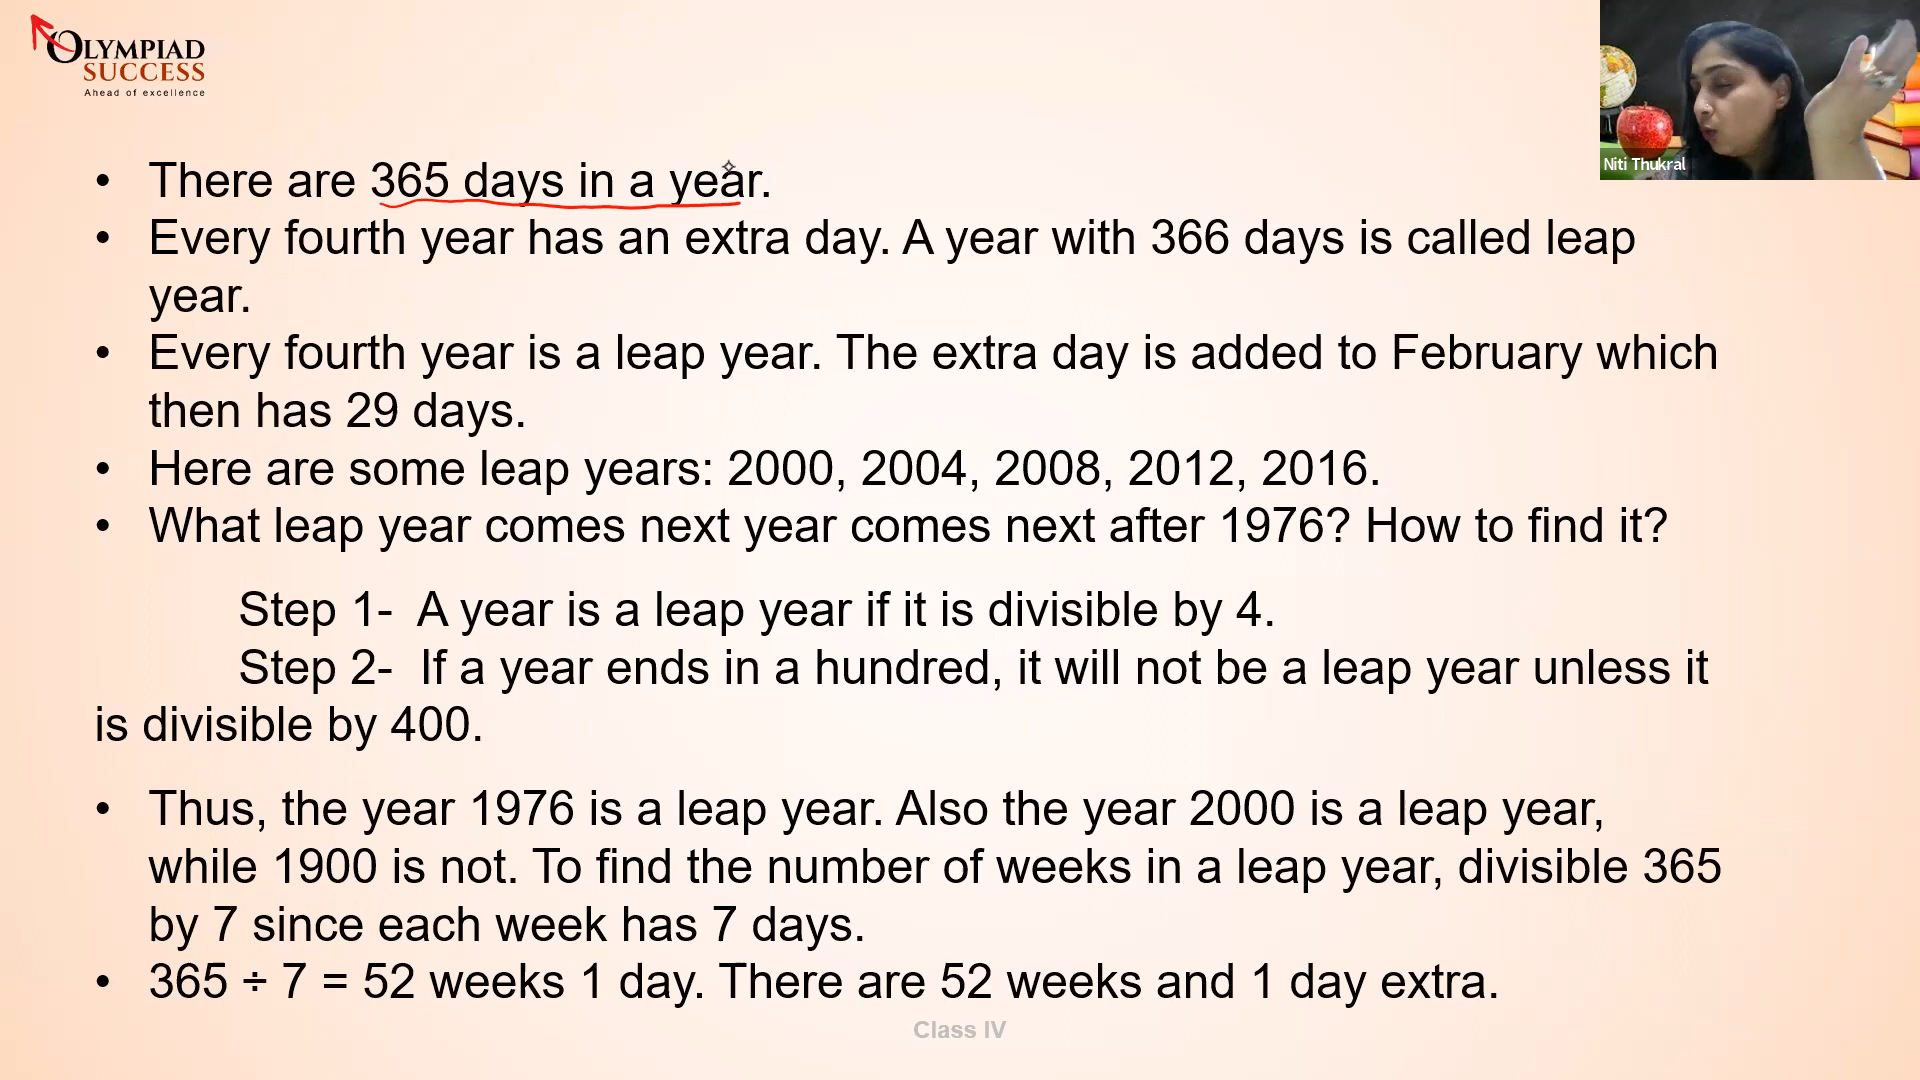 OLYMPIAD
SUCCESS
Ahead of excellence
Niti Thukral
• There are 365 days in a year.
• Every fourth year has an extra day. A year with 366 days is called leap
year.
• Every fourth year is a leap year. The extra day is added to February which
then has 29 days.
• Here are some leap years: 2000, 2004, 2008, 2012, 2016.
• What leap year comes next year comes next after 1976? How to find it?
Step 1- A year is a leap year if it is divisible by 4.
Step 2- If a year ends in a hundred, it will not be a leap year unless it
is divisible by 400.
• Thus, the year 1976 is a leap year. Also the year 2000 is a leap year,
while 1900 is not. To find the number of weeks in a leap year, divisible 365
by 7 since each week has 7 days.
• 365 ÷ 7 = 52 weeks 1 day. There are 52 weeks and 1 day extra.
Class IV